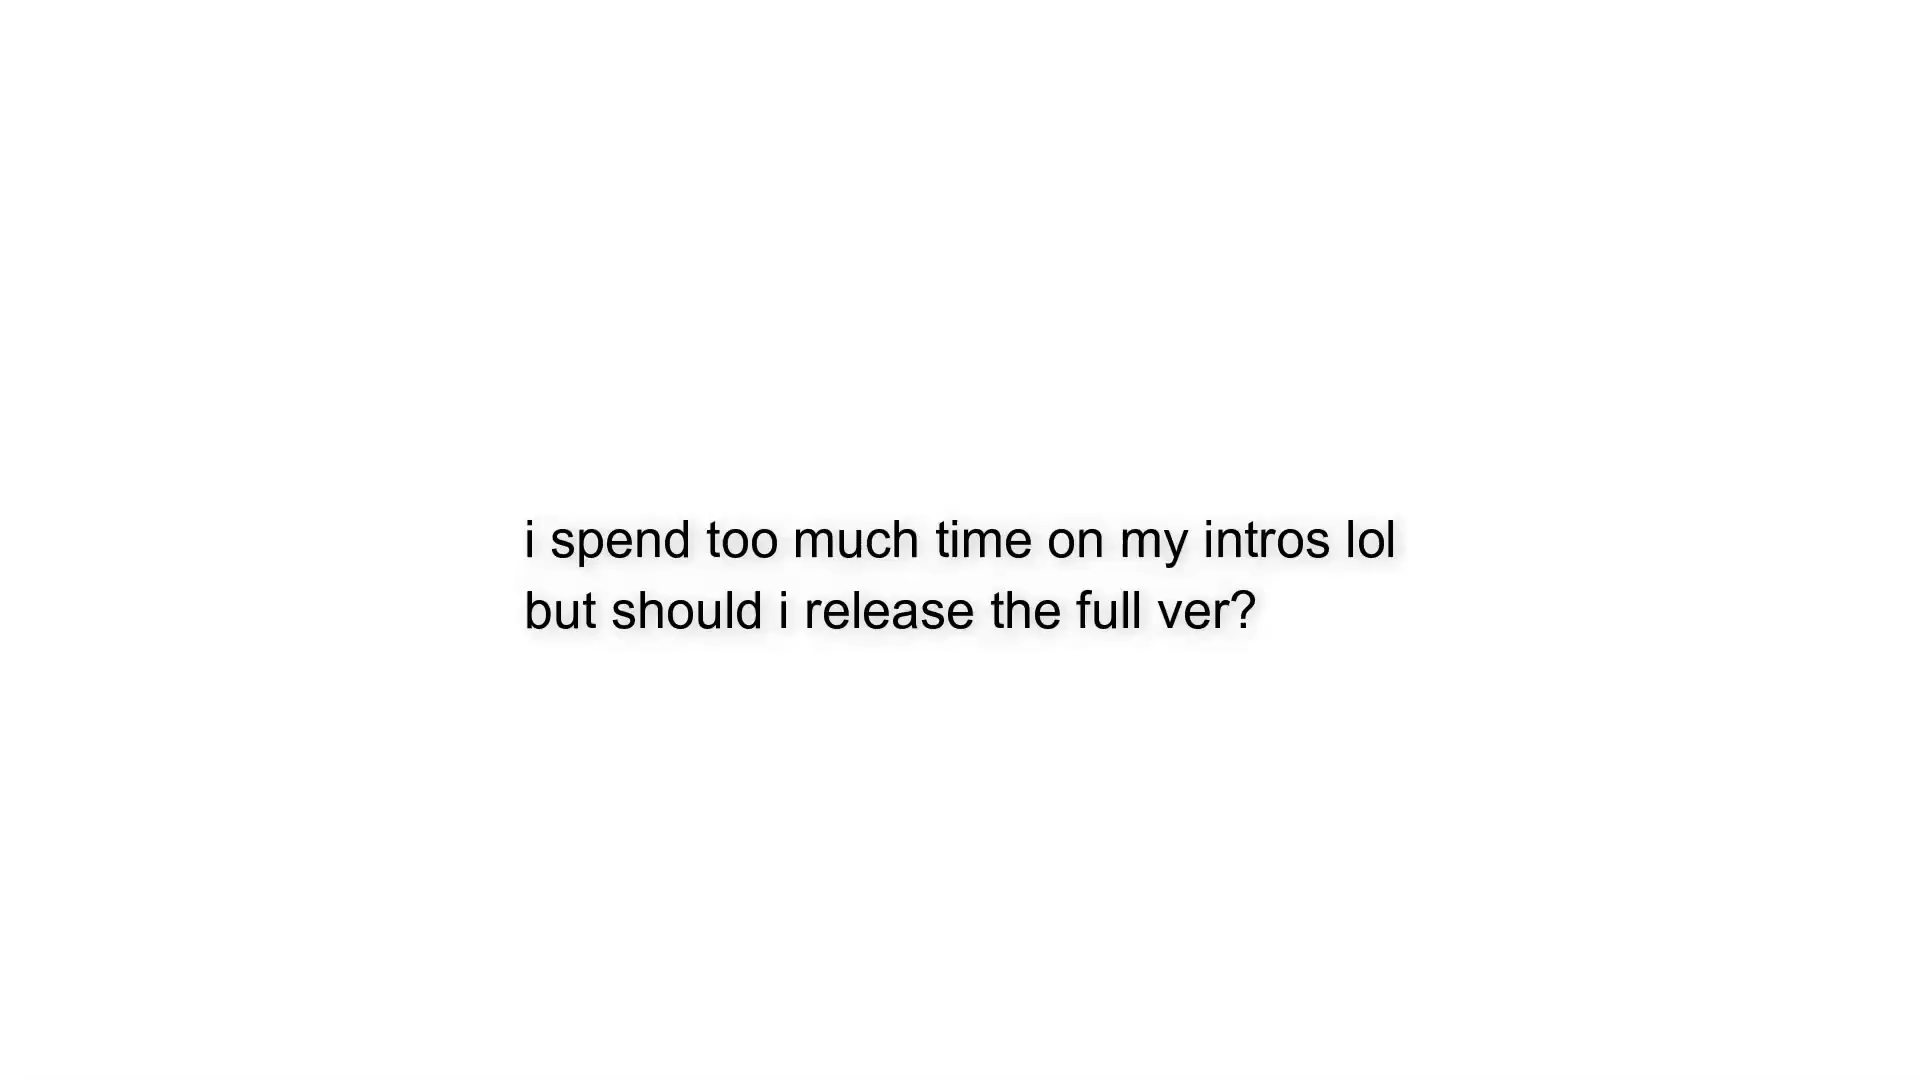 i spend too much time on my intros lol
but should i release the full ver?